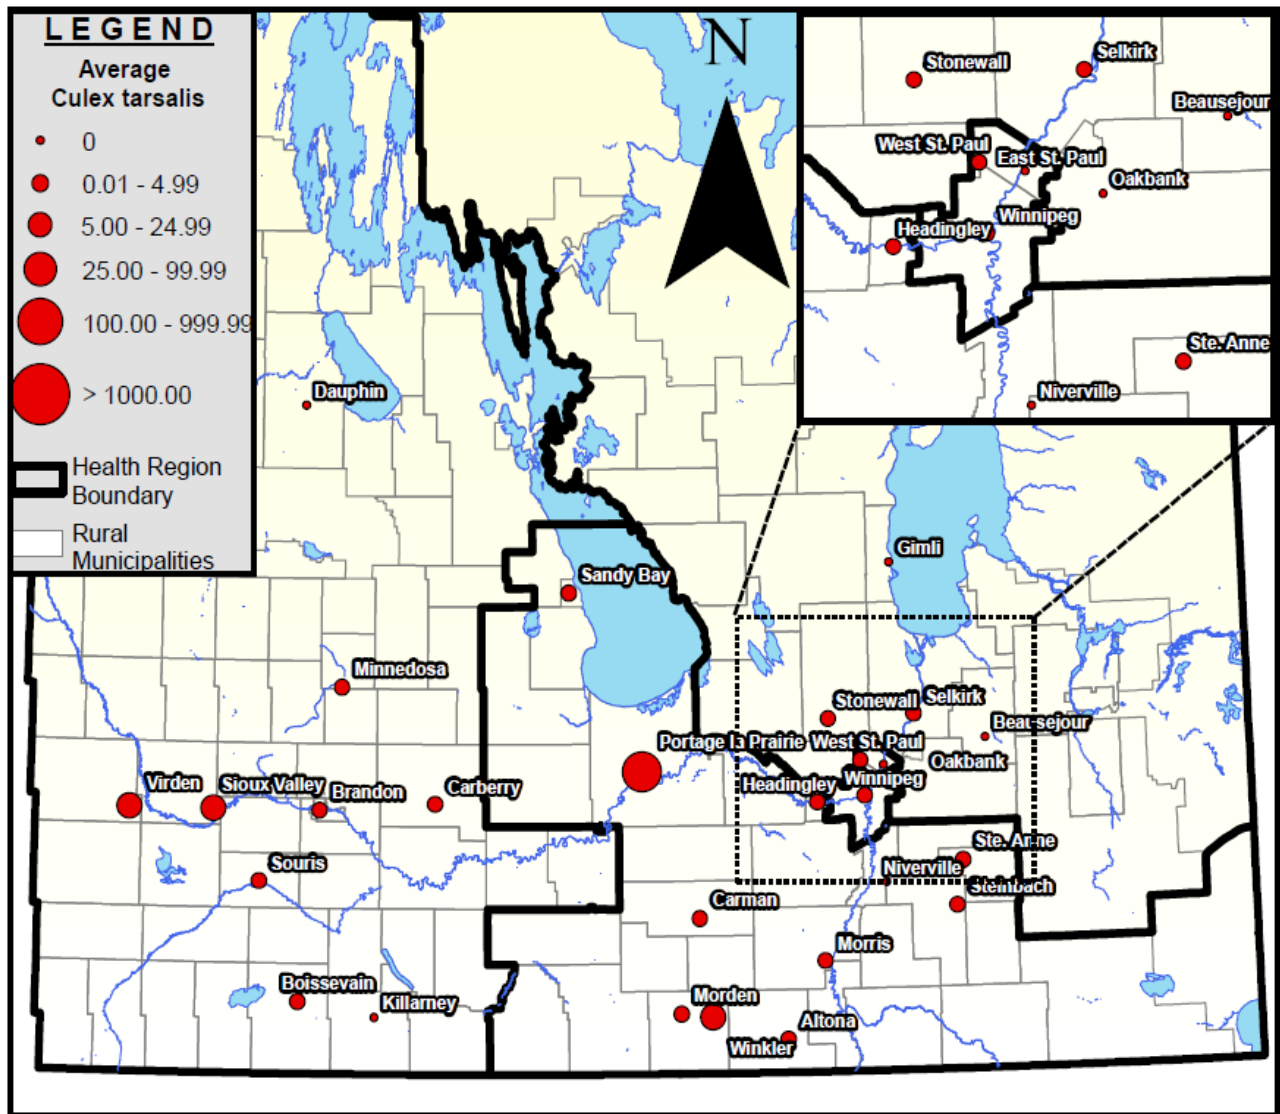 LEGEND
Average
Culex tarsalis
0
0.01 - 4.99
5.00 - 24.99
25.00 - 99.99
100.00 - 999.99
> 1000.00
Health Region
Boundary
Rural
Municipalities
N
Stonewall
Selkirk
Beausejour
West St. Paul
East St. Paul
Oakbank
Winnipeg
Headingley
Ste. Anne
Niverville
Dauphin
Gimli
Sandy Bay
Minnedosa
Stonewall
Selkirk
Beausejour
Portage la Prairie
West St. Paul
Oakbank
Headingley
Winnipeg
Virden
Sioux Valley
Brandon
Carberry
Ste. Anne
Niverville
Steinbach
Souris
Carman
Morris
Boissevain
Killarney
Morden
Altona
Winkler